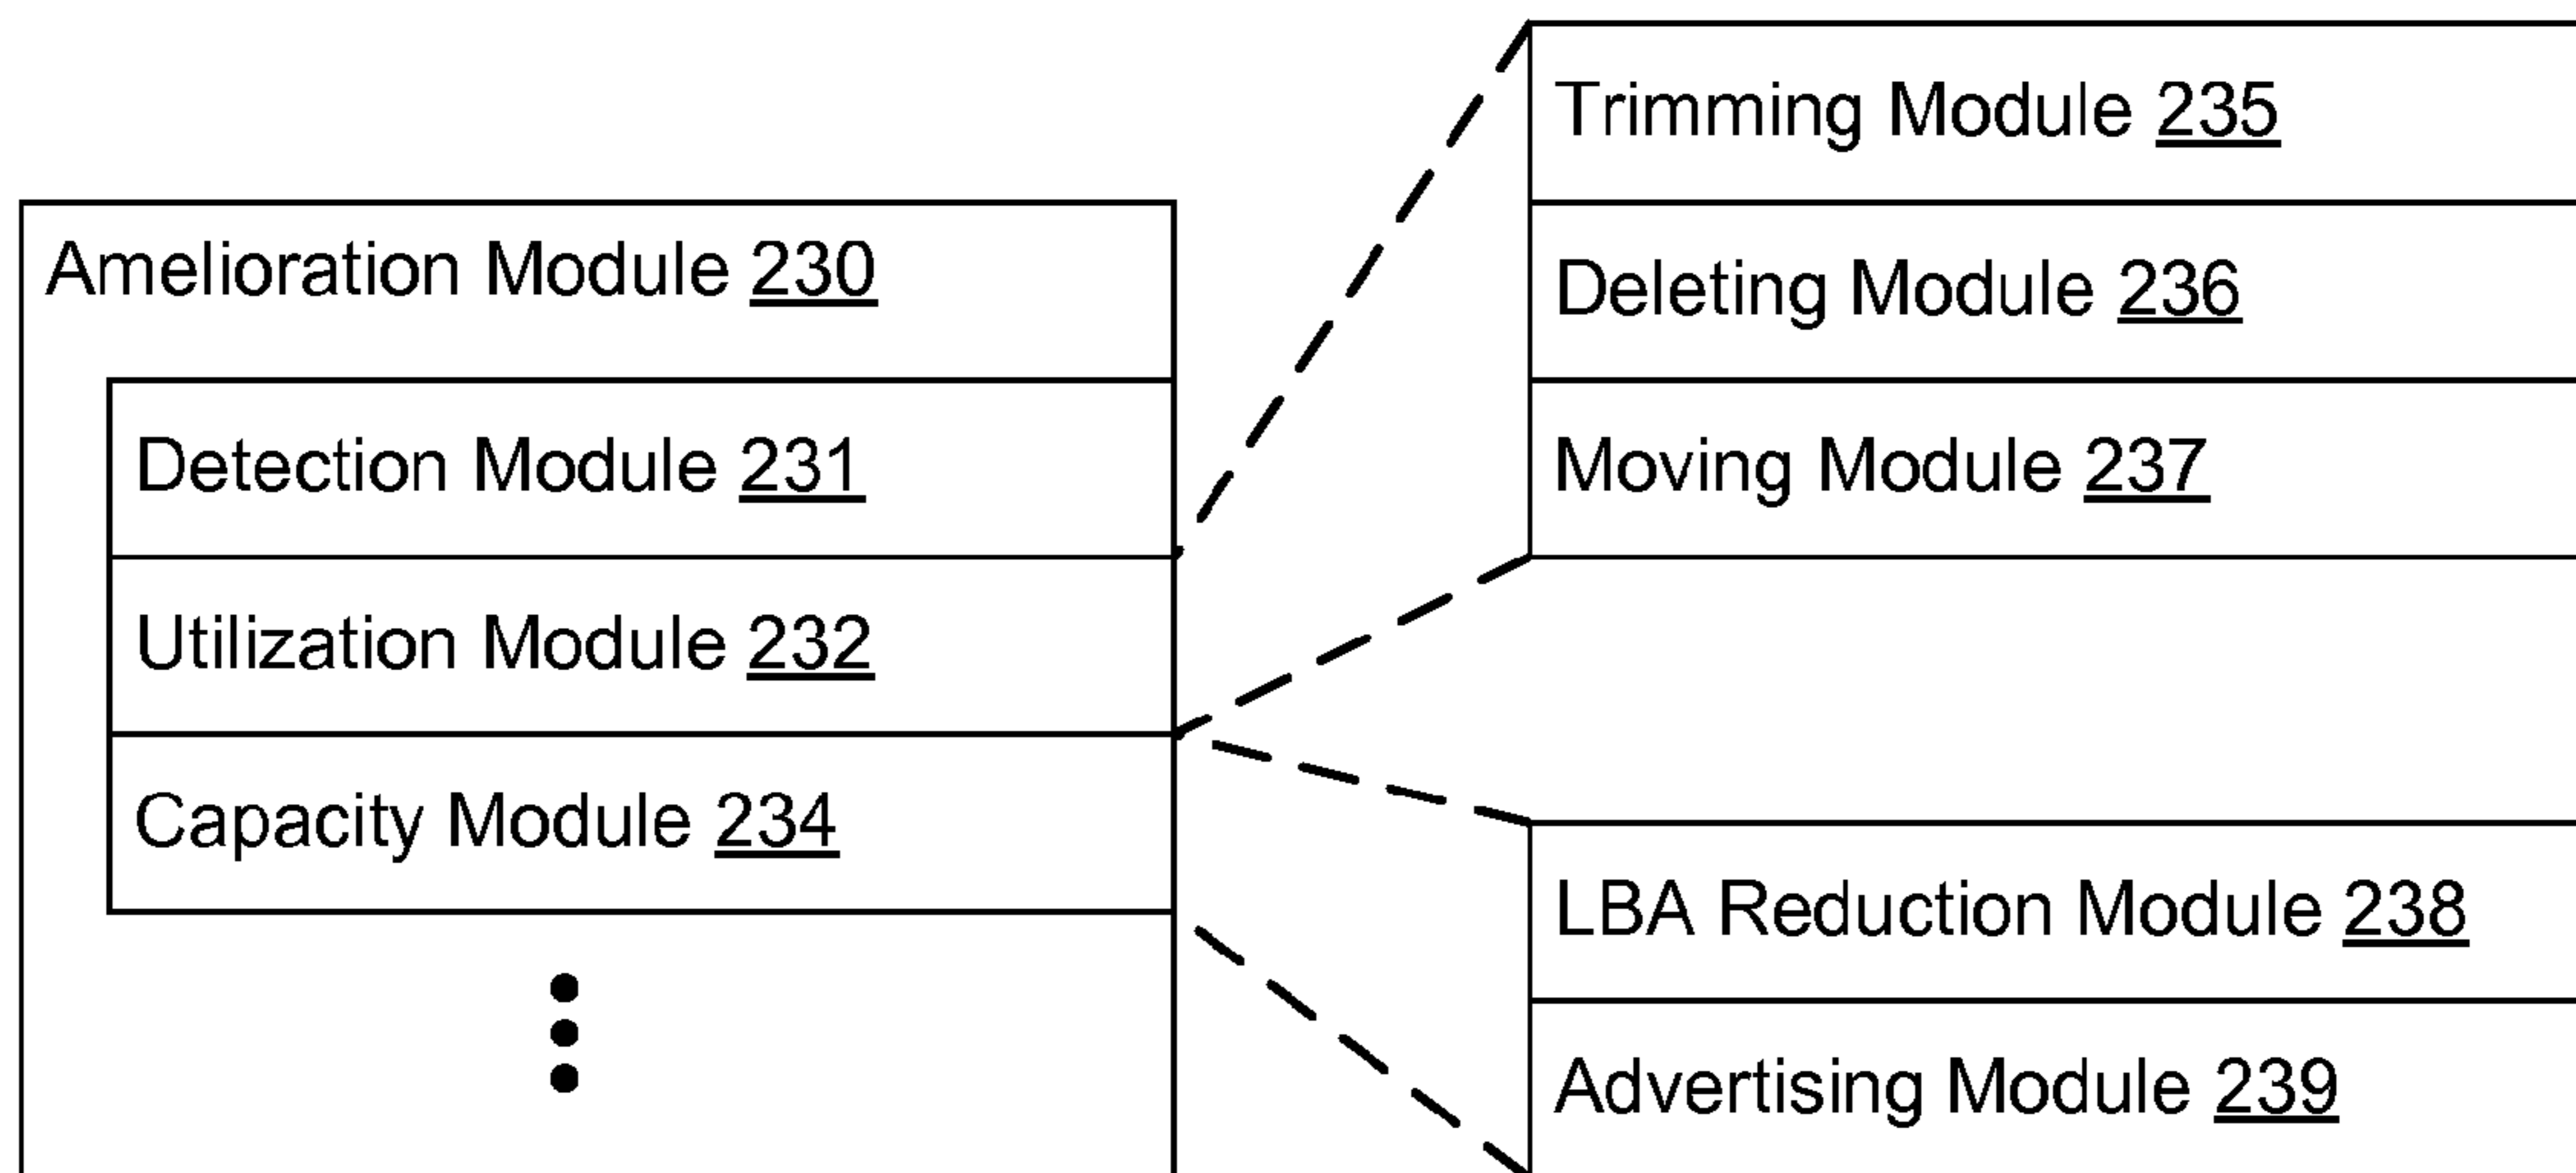 Amelioration Module 230
Detection Module 231
Utilization Module 232
Capacity Module 234
Trimming Module 235
Deleting Module 236
Moving Module 237
LBA Reduction Module 238
Advertising Module 239